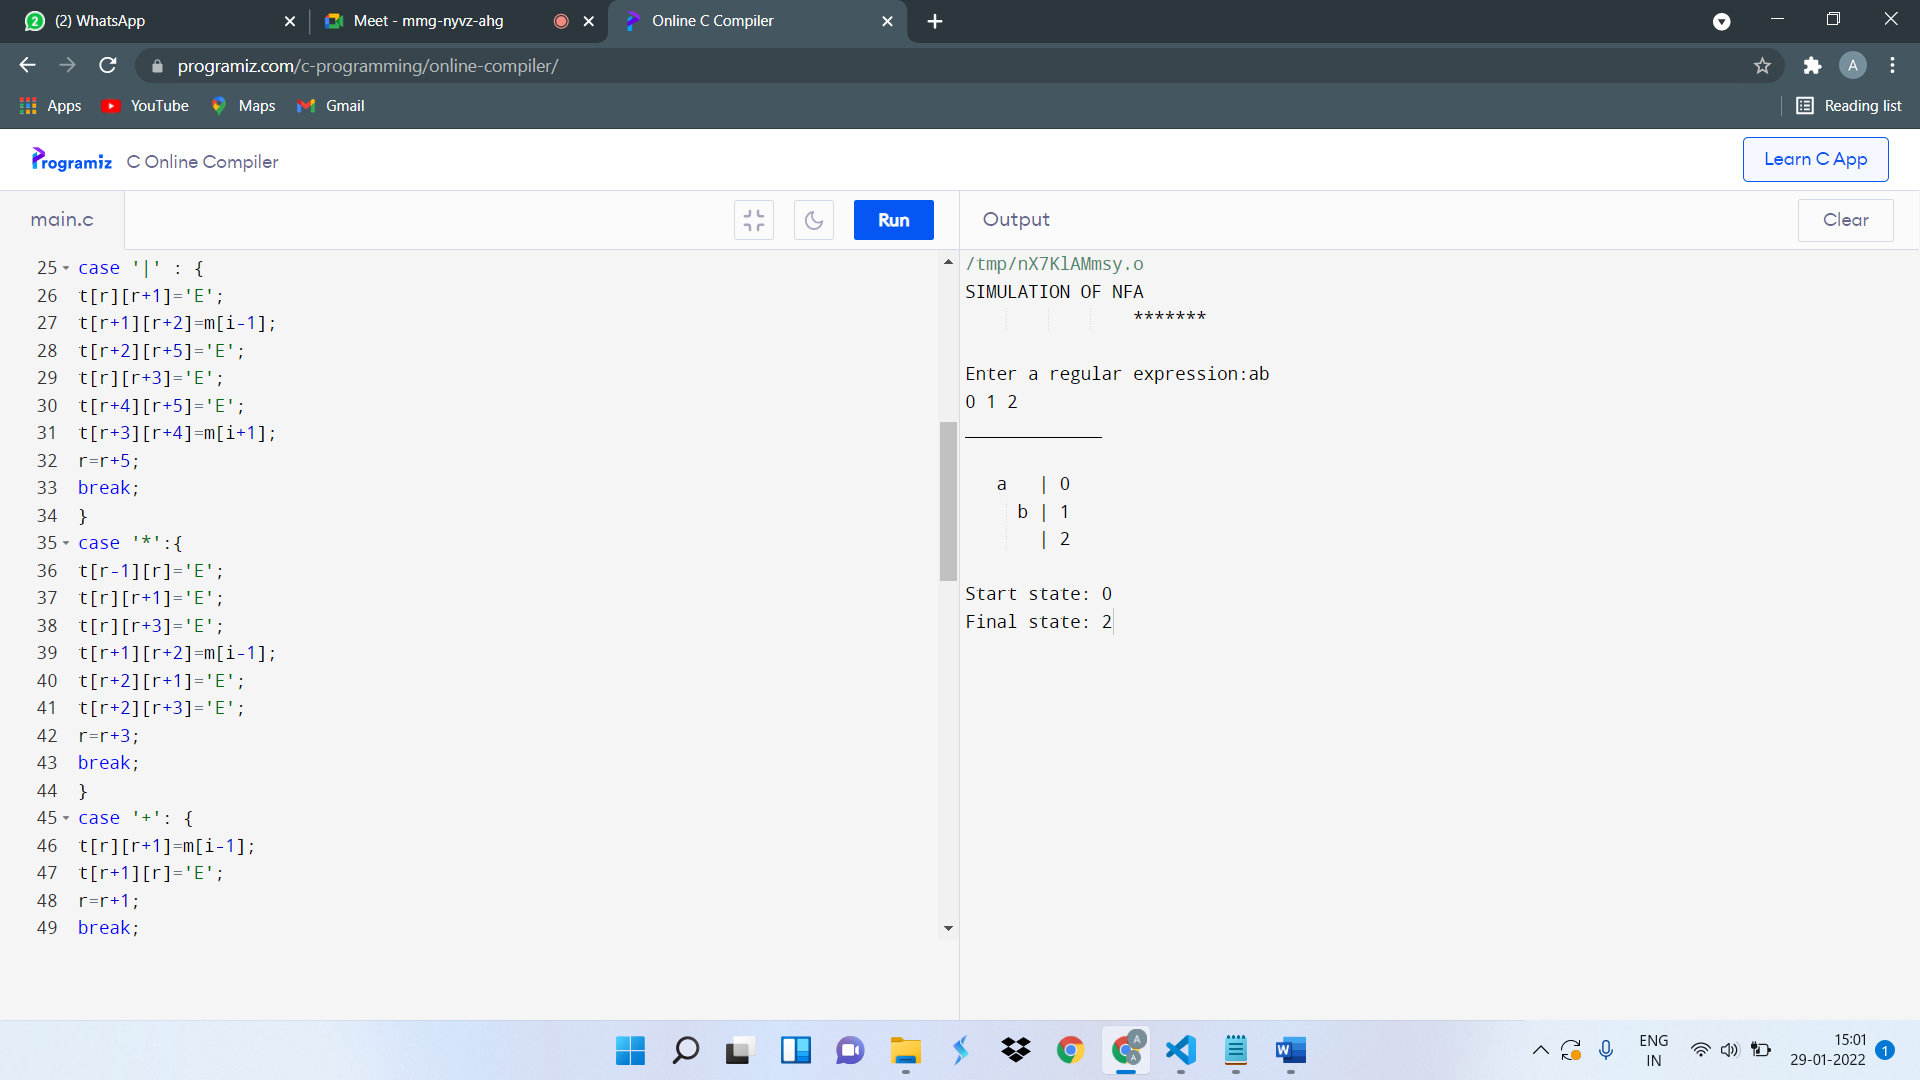 (2) WhatsApp
Meet - mmg-nyvz-ahg
Online C Compiler
programiz.com/c-programming/online-compiler/
A
Apps
YouTube
Maps
Gmail
Reading list
Programiz
C Online Compiler
Learn C App
main.c
Run
Output
Clear
25 case '|' : {
26 t[r][r+1]='E';
27 t[r+1][r+2]=m[i-1];
28 t[r+2][r+5]='E';
29 t[r][r+3]='E';
30 t[r+4][r+5]='E';
31 t[r+3][r+4]=m[i+1];
32 r=r+5;
33 break;
34 }
35 case '*':{
36 t[r-1][r]='E';
37 t[r][r+1]='E';
38 t[r][r+3]='E';
39 t[r+1][r+2]=m[i-1];
40 t[r+2][r+1]='E';
41 t[r+2][r+3]='E';
42 r=r+3;
43 break;
44 }
45 case '+': {
46 t[r][r+1]=m[i-1];
47 t[r+1][r]='E';
48 r=r+1;
49 break;
/tmp/nX7KlAMmsy.o
SIMULATION OF NFA
*******
Enter a regular expression:ab
0 1 2
_____________
a | 0
b | 1
| 2
Start state: 0
Final state: 2
ENG
IN
15:01
29-01-2022
1